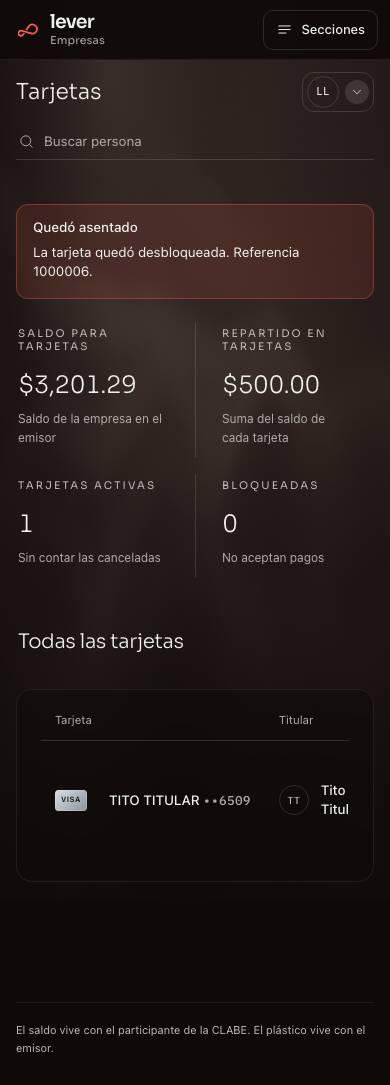 lever
Empresas
Secciones
Tarjetas
LL
Buscar persona
Quedó asentado
La tarjeta quedó desbloqueada. Referencia
1000006.
SALDO PARA
TARJETAS
$3,201.29
Saldo de la empresa en el
emisor
REPARTIDO EN
TARJETAS
$500.00
Suma del saldo de
cada tarjeta
TARJETAS ACTIVAS
1
Sin contar las canceladas
BLOQUEADAS
0
No aceptan pagos
Todas las tarjetas
Tarjeta
Titular
VISA
TITO TITULAR ••6509
TT
Tito
Titul
El saldo vive con el participante de la CLABE. El plástico vive con el
emisor.